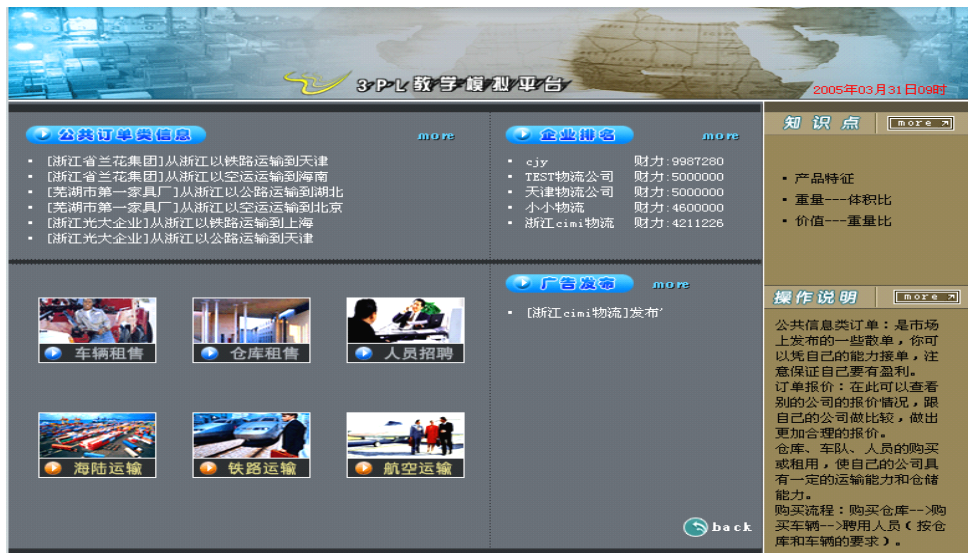 3PL教学模拟平台
2005年03月31日09时
公共订单类信息 more
[浙江省兰花集团]从浙江以铁路运输到天津
[浙江省兰花集团]从浙江以空运运输到海南
[芜湖市第一家具厂]从浙江以公路运输到湖北
[芜湖市第一家具厂]从浙江以空运运输到北京
[浙江光大企业]从浙江以铁路运输到上海
[浙江光大企业]从浙江以公路运输到天津
企业排名 more
cjy 财力:9987280
TEST物流公司 财力:5000000
天津物流公司 财力:5000000
小小物流 财力:4600000
浙江cimi物流 财力:4211226
车辆租售
仓库租售
人员招聘
海陆运输
铁路运输
航空运输
广告发布 more
[浙江cimi物流]发布'
back
知识点 more
产品特征
重量---体积比
价值---重量比
操作说明 more
公共信息类订单：是市场
上发布的一些散单，你可
以凭自己的能力接单，注
意保证自己要有盈利。
订单报价：在此可以查看
别的公司的报价情况，跟
自己的公司做比较，做出
更加合理的报价。
仓库、车队、人员的购买
或租用，使自己的公司具
有一定的运输能力和仓储
能力。
购买流程：购买仓库-->购
买车辆-->聘用人员（按仓
库和车辆的要求）。